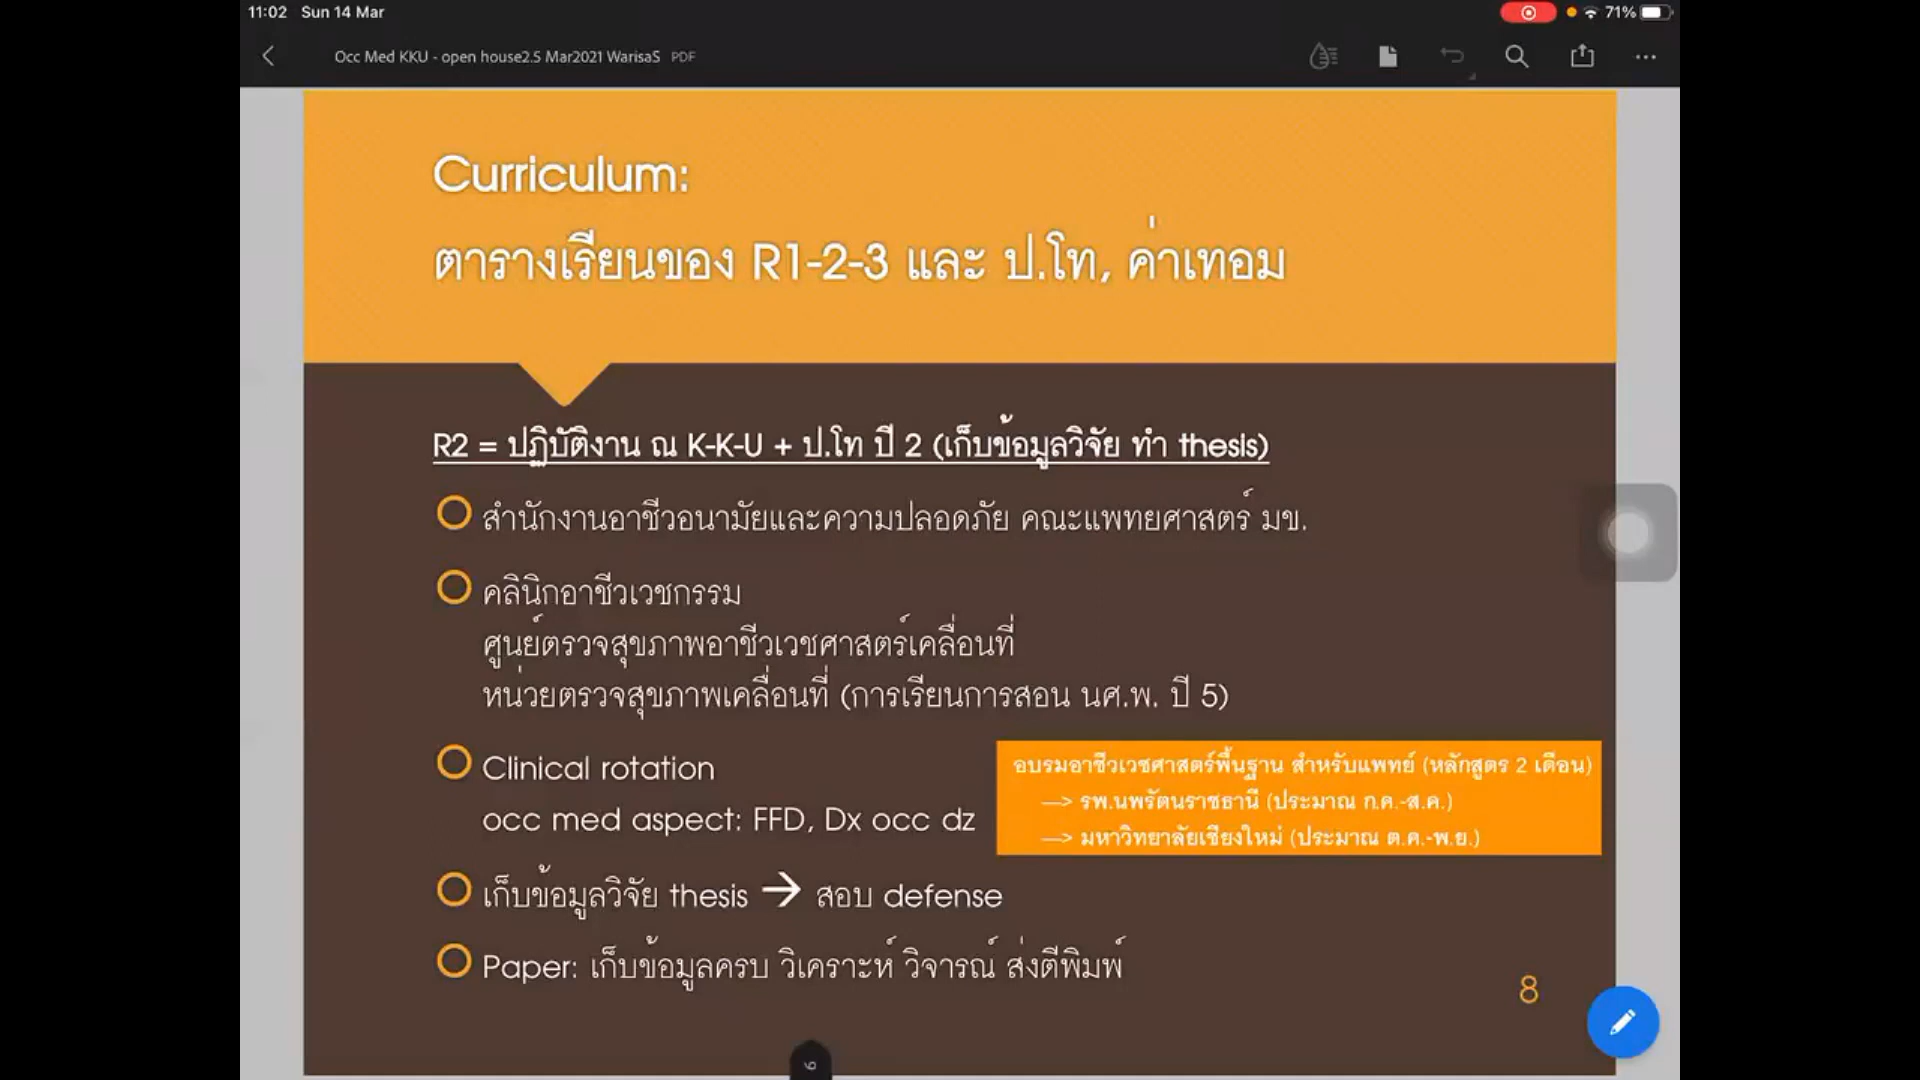 11:02 Sun 14 Mar
71%
Occ Med KKU - open house2.5 Mar2021 WarisaS PDF
Curriculum:
ตารางเรียนของ R1-2-3 และ ป.โท, ค่าเทอม
R2 = ปฏิบัติงาน ณ K-K-U + ป.โท ปี 2 (เก็บข้อมูลวิจัย ทำ thesis)
สำนักงานอาชีวอนามัยและความปลอดภัย คณะแพทยศาสตร์ มข.
คลินิกอาชีวเวชกรรม
ศูนย์ตรวจสุขภาพอาชีวเวชศาสตร์เคลื่อนที่
หน่วยตรวจสุขภาพเคลื่อนที่ (การเรียนการสอน นศ.พ. ปี 5)
Clinical rotation
occ med aspect: FFD, Dx occ dz
อบรมอาชีวเวชศาสตร์พื้นฐาน สำหรับแพทย์ (หลักสูตร 2 เดือน)
—> รพ.นพรัตนราชธานี (ประมาณ ก.ค.-ส.ค.)
—> มหาวิทยาลัยเชียงใหม่ (ประมาณ ต.ค.-พ.ย.)
เก็บข้อมูลวิจัย thesis → สอบ defense
Paper: เก็บข้อมูลครบ วิเคราะห์ วิจารณ์ ส่งตีพิมพ์
8